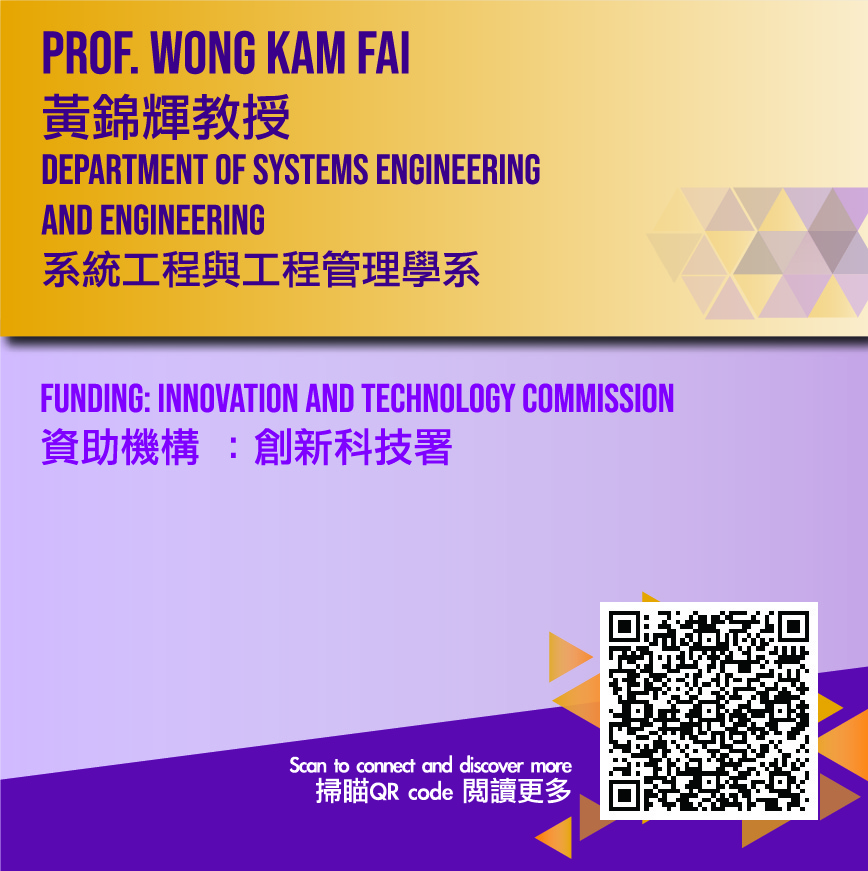 PROF. WONG KAM FAI
黃錦輝教授
DEPARTMENT OF SYSTEMS ENGINEERING
AND ENGINEERING
系統工程與工程管理學系
FUNDING: INNOVATION AND TECHNOLOGY COMMISSION
資助機構 ：創新科技署
Scan to connect and discover more
掃瞄QR code 閱讀更多